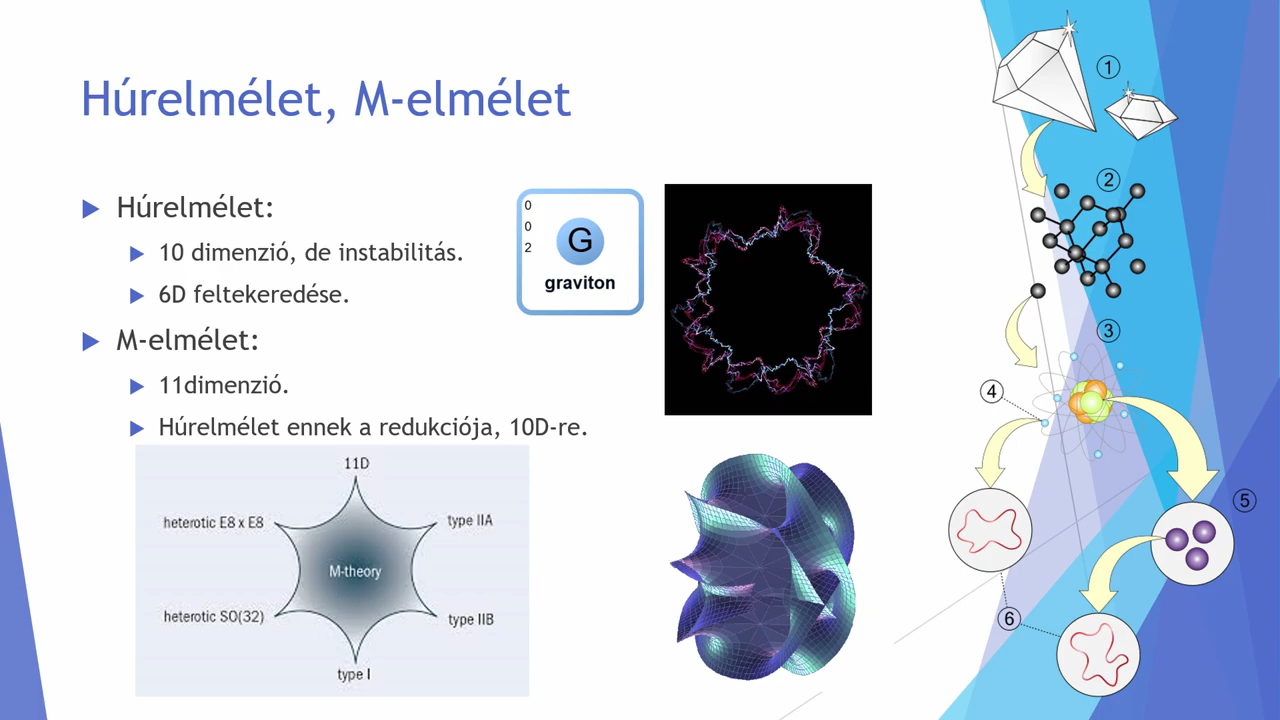 Húrelmélet, M-elmélet
Húrelmélet:
10 dimenzió, de instabilitás.
6D feltekeredése.
M-elmélet:
11dimenzió.
Húrelmélet ennek a redukciója, 10D-re.
0
0
2
G
graviton
11D
heterotic E8 x E8
type IIA
M-theory
heterotic SO(32)
type IIB
type I
1
2
3
4
5
6